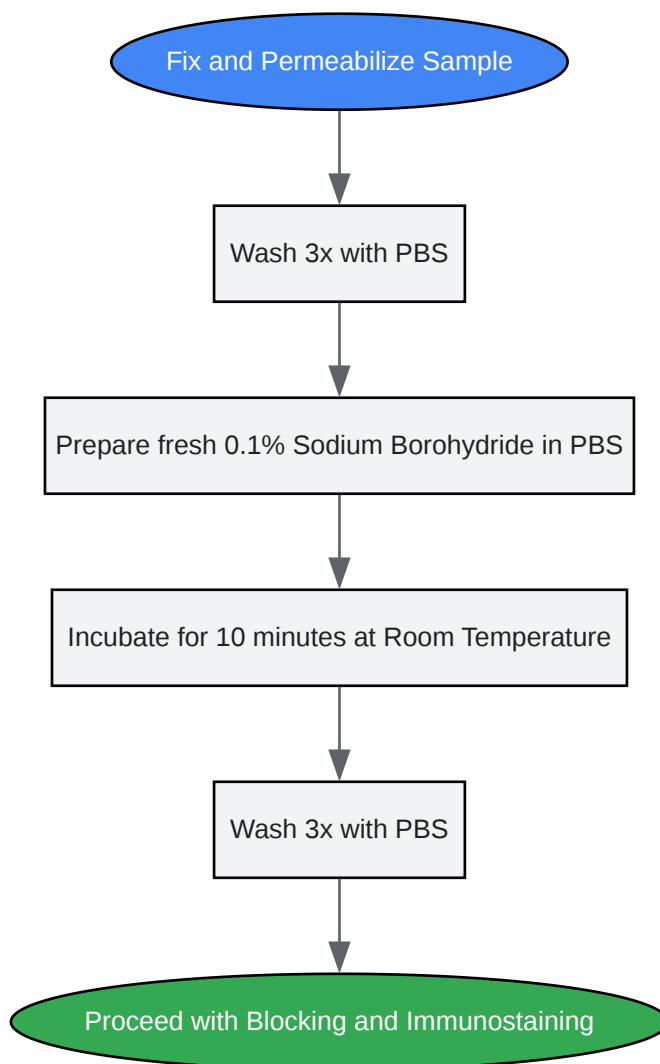 Fix and Permeabilize Sample
Wash 3x with PBS
Prepare fresh 0.1% Sodium Borohydride in PBS
Incubate for 10 minutes at Room Temperature
Wash 3x with PBS
Proceed with Blocking and Immunostaining